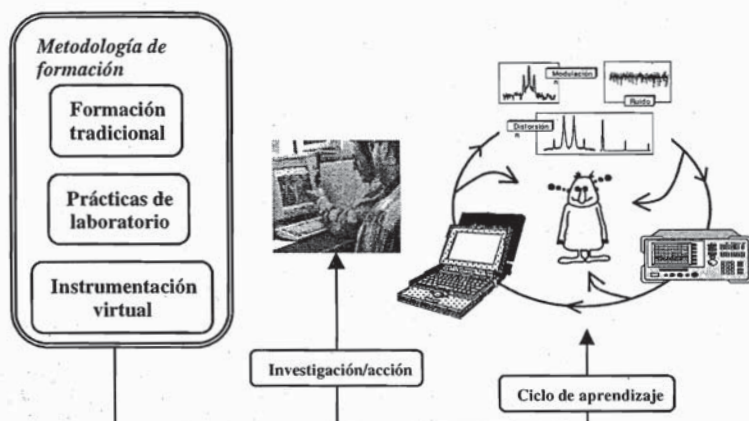 Metodología de
formación
Formación
tradicional
Prácticas de
laboratorio
Instrumentación
virtual
Modulación
n
Ruido
Distorsión
n
Investigación/acción
Ciclo de aprendizaje